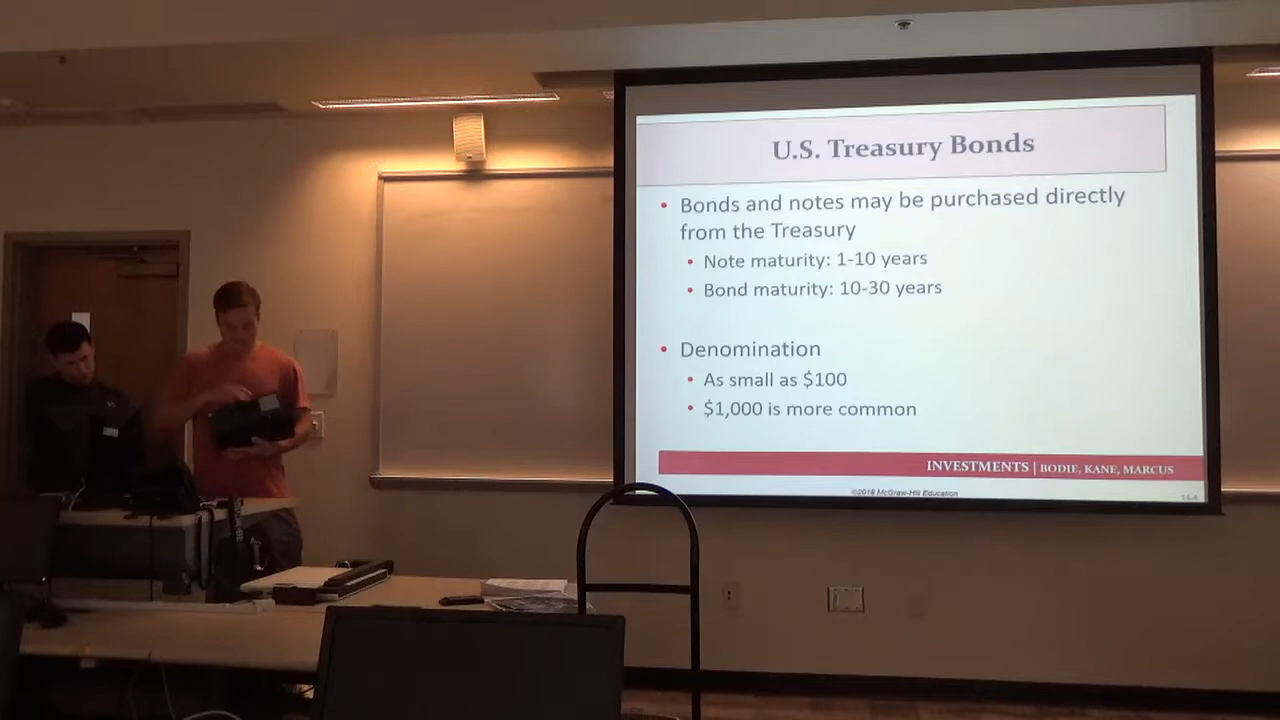 U.S. Treasury Bonds
• Bonds and notes may be purchased directly
from the Treasury
• Note maturity: 1-10 years
• Bond maturity: 10-30 years
• Denomination
• As small as $100
• $1,000 is more common
INVESTMENTS | BODIE, KANE, MARCUS
©2018 McGraw-Hill Education